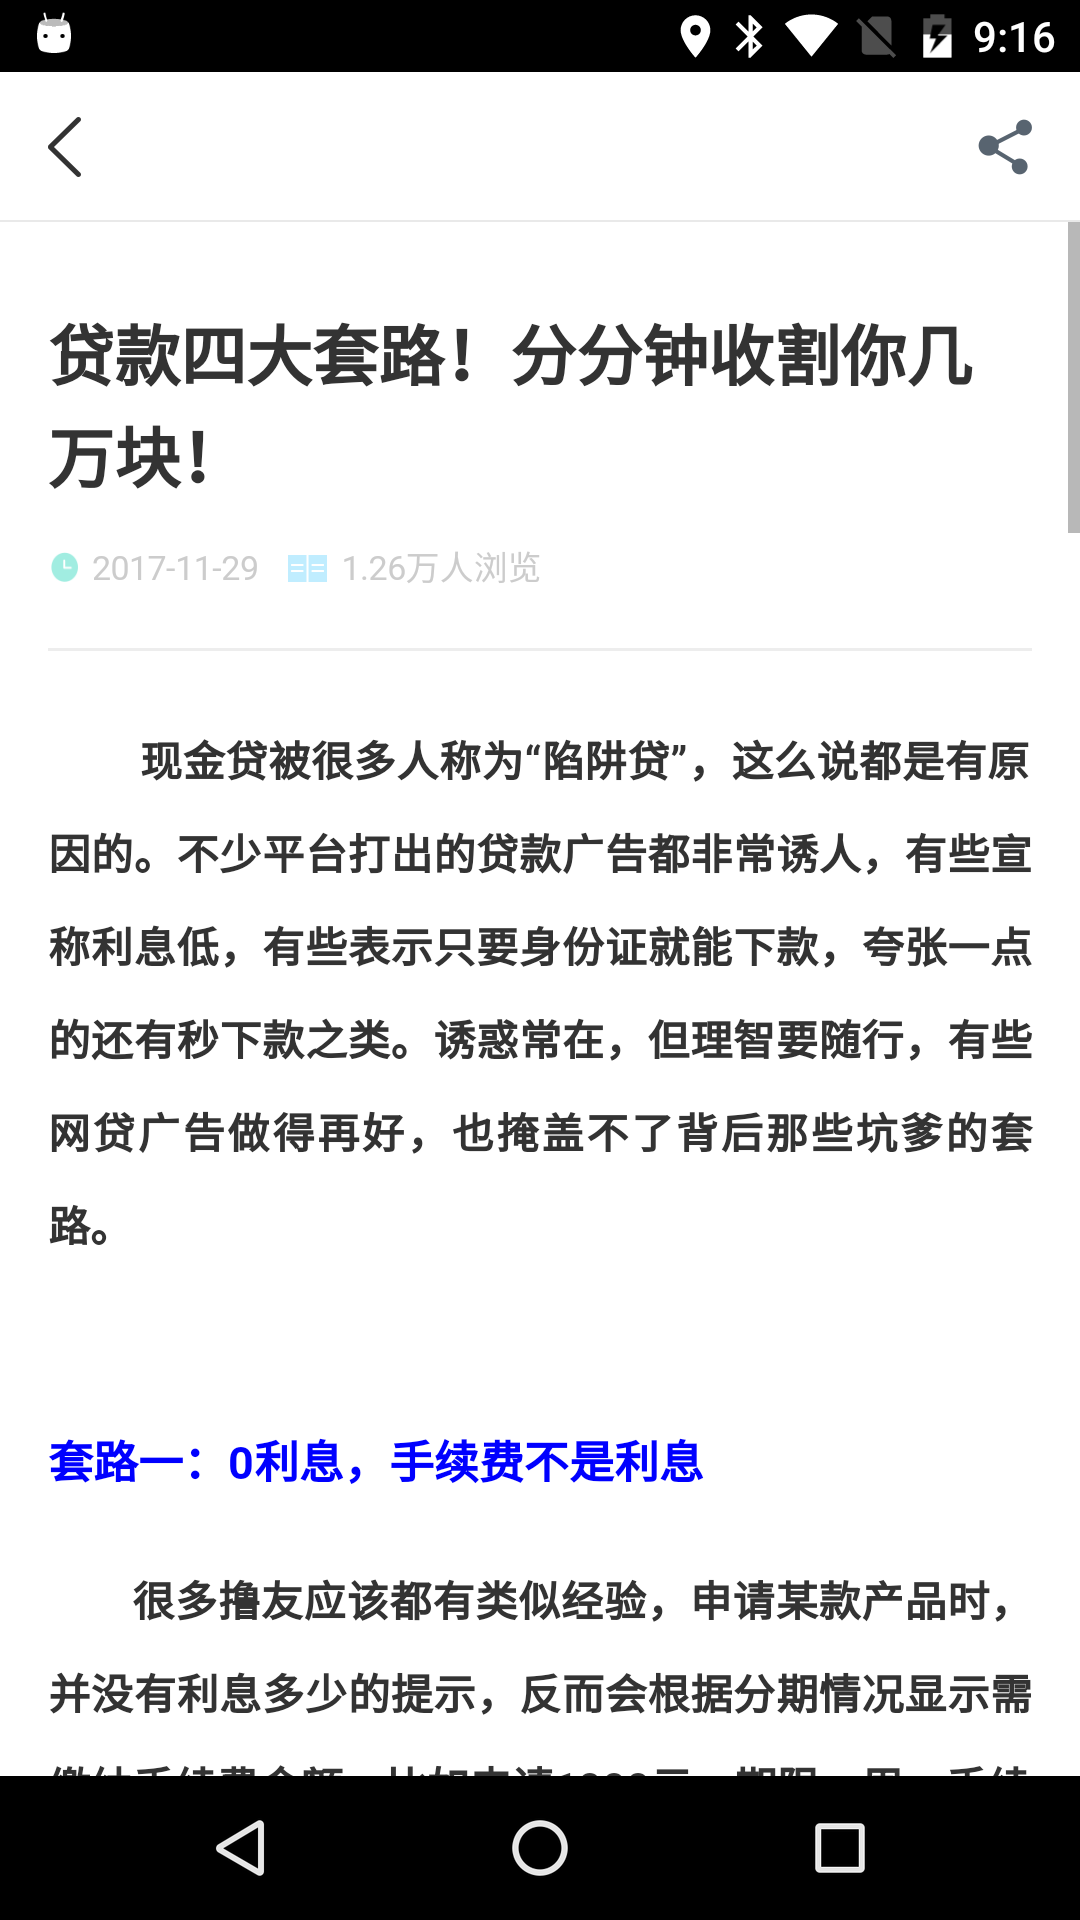 9:16
贷款四大套路！分分钟收割你几
万块！
2017-11-29 1.26万人浏览
现金贷被很多人称为“陷阱贷”，这么说都是有原
因的。不少平台打出的贷款广告都非常诱人，有些宣
称利息低，有些表示只要身份证就能下款，夸张一点
的还有秒下款之类。诱惑常在，但理智要随行，有些
网贷广告做得再好，也掩盖不了背后那些坑爹的套
路。
套路一：0利息，手续费不是利息
很多撸友应该都有类似经验，申请某款产品时，
并没有利息多少的提示，反而会根据分期情况显示需